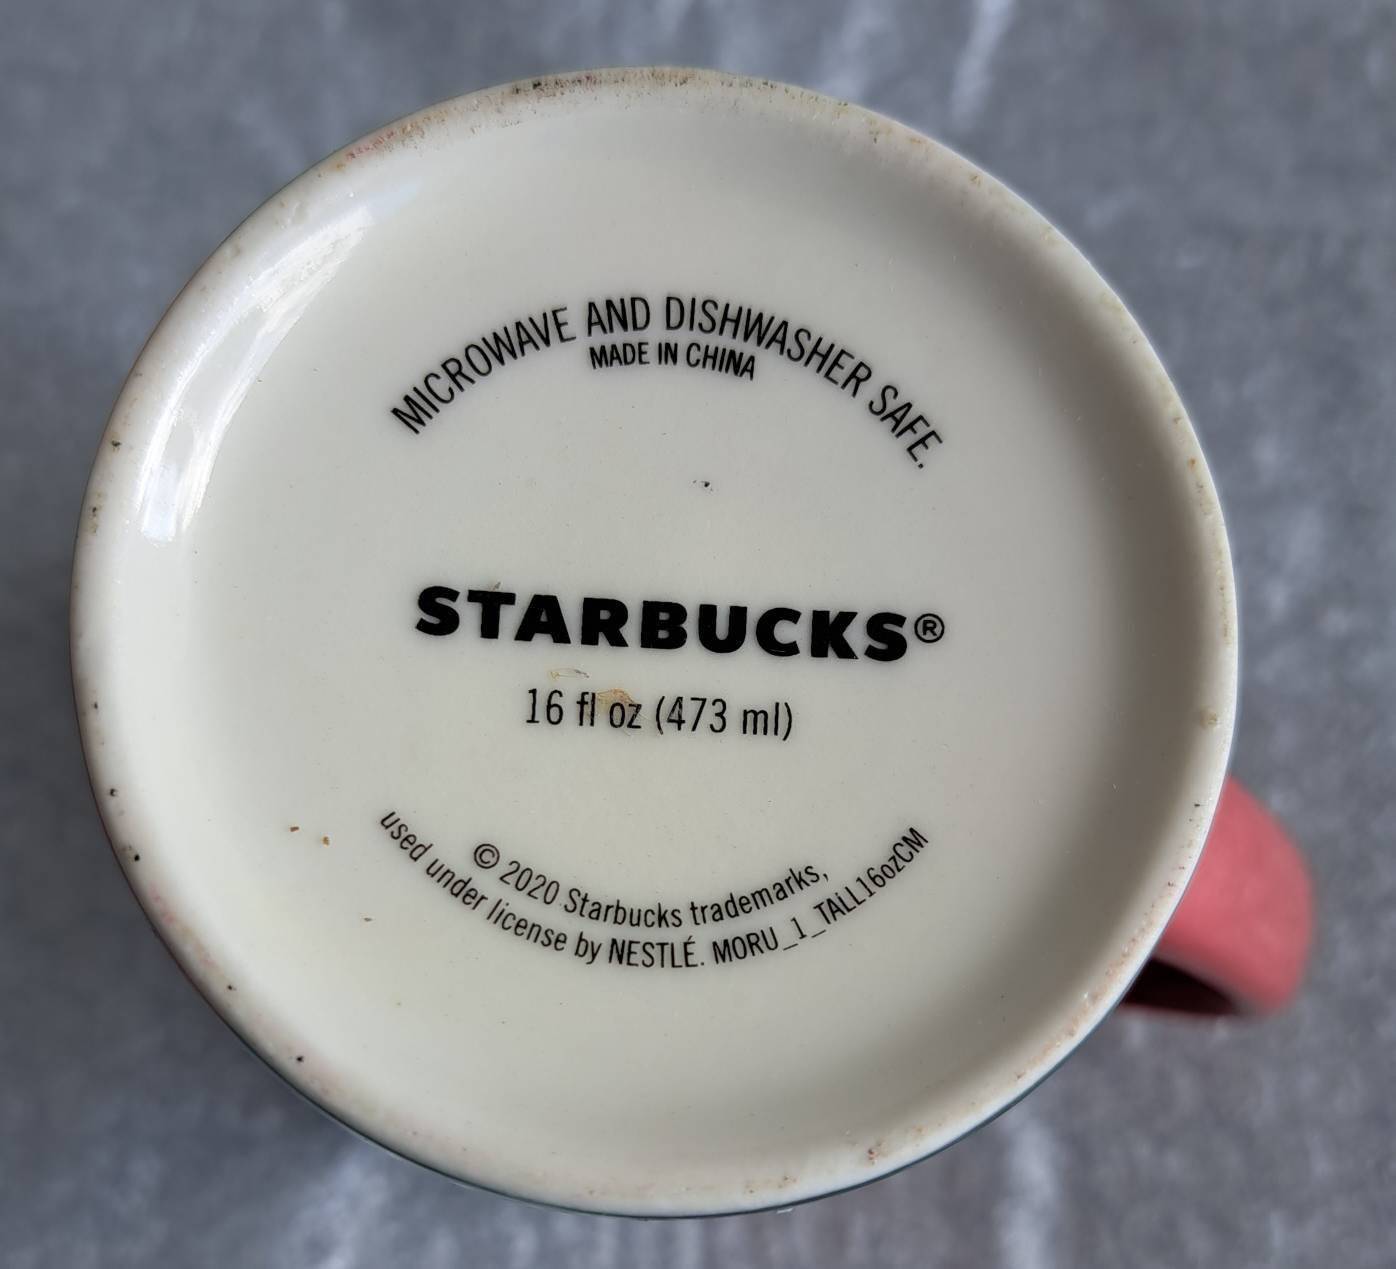 MICROWAVE AND DISHWASHER SAFE.
MADE IN CHINA
STARBUCKS®
16 fl oz (473 ml)
© 2020 Starbucks trademarks,
used under license by NESTLÉ. MORU_1_TALL16ozCM